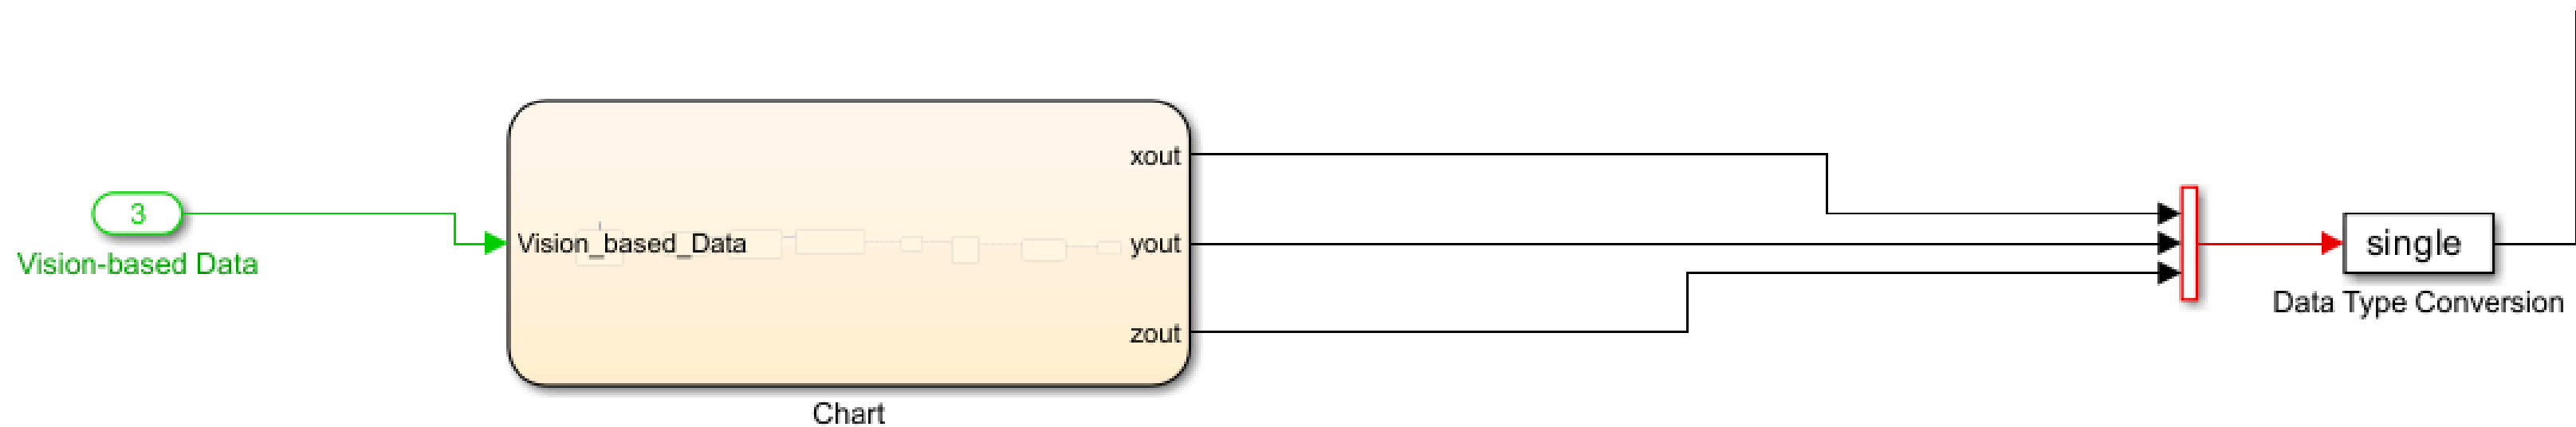 3
Vision-based Data
Vision_based_Data
xout
yout
zout
Chart
single
Data Type Conversion